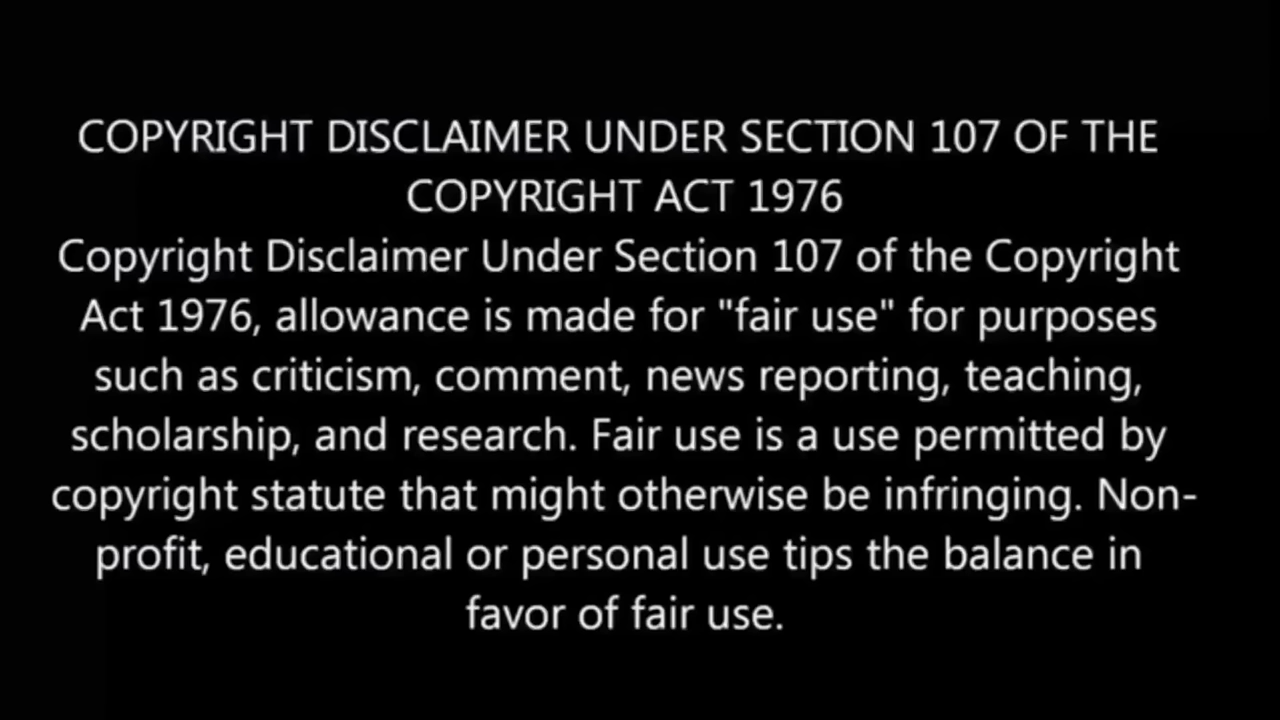 COPYRIGHT DISCLAIMER UNDER SECTION 107 OF THE
COPYRIGHT ACT 1976
Copyright Disclaimer Under Section 107 of the Copyright
Act 1976, allowance is made for "fair use" for purposes
such as criticism, comment, news reporting, teaching,
scholarship, and research. Fair use is a use permitted by
copyright statute that might otherwise be infringing. Non-
profit, educational or personal use tips the balance in
favor of fair use.